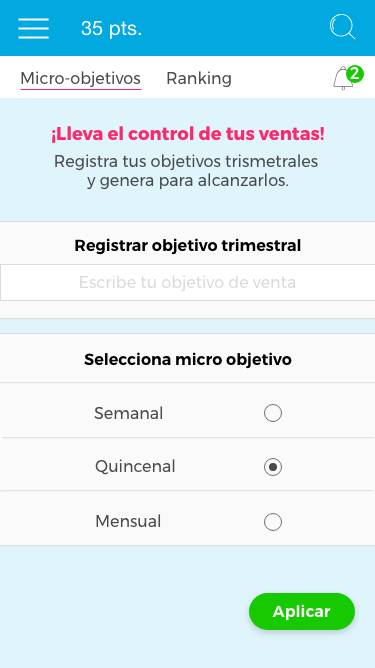 35 pts.
Micro-objetivos Ranking 2
¡Lleva el control de tus ventas!
Registra tus objetivos trismetrales
y genera para alcanzarlos.
Registrar objetivo trimestral
Escribe tu objetivo de venta
Selecciona micro objetivo
Semanal
Quincenal
Mensual
Aplicar